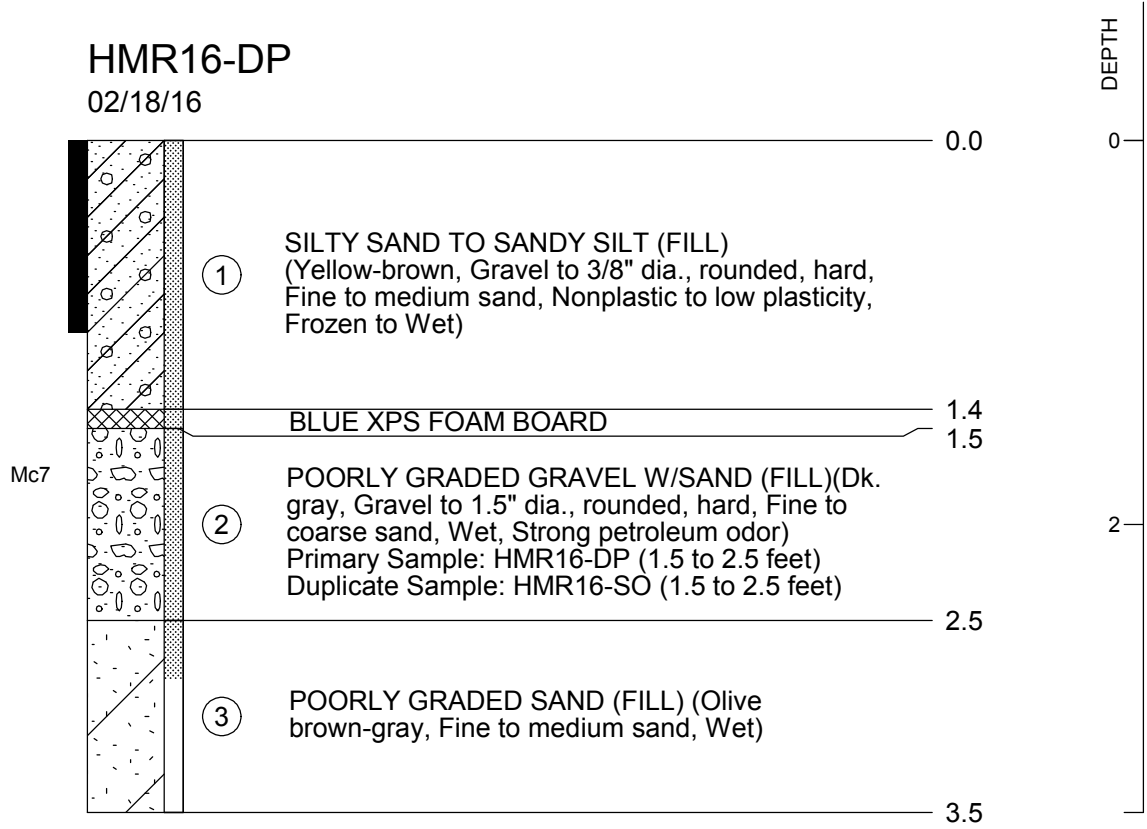 HMR16-DP
02/18/16
DEPTH
0.0
0
1
SILTY SAND TO SANDY SILT (FILL)
(Yellow-brown, Gravel to 3/8" dia., rounded, hard,
Fine to medium sand, Nonplastic to low plasticity,
Frozen to Wet)
1.4
BLUE XPS FOAM BOARD
1.5
Mc7
2
POORLY GRADED GRAVEL W/SAND (FILL)(Dk.
gray, Gravel to 1.5" dia., rounded, hard, Fine to
coarse sand, Wet, Strong petroleum odor)
Primary Sample: HMR16-DP (1.5 to 2.5 feet)
Duplicate Sample: HMR16-SO (1.5 to 2.5 feet)
2
2.5
3
POORLY GRADED SAND (FILL) (Olive
brown-gray, Fine to medium sand, Wet)
3.5